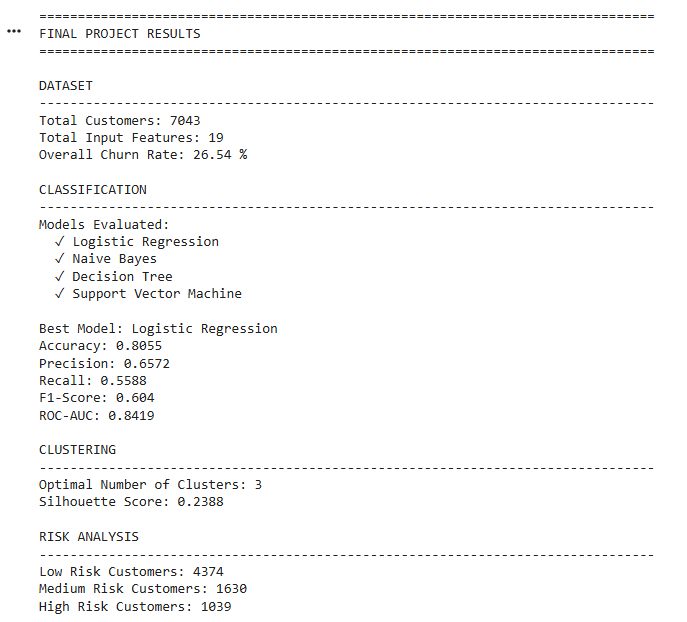 ================================================================================
FINAL PROJECT RESULTS
================================================================================
DATASET
--------------------------------------------------------------------------------
Total Customers: 7043
Total Input Features: 19
Overall Churn Rate: 26.54 %
CLASSIFICATION
--------------------------------------------------------------------------------
Models Evaluated:
✓ Logistic Regression
✓ Naive Bayes
✓ Decision Tree
✓ Support Vector Machine
Best Model: Logistic Regression
Accuracy: 0.8055
Precision: 0.6572
Recall: 0.5588
F1-Score: 0.604
ROC-AUC: 0.8419
CLUSTERING
--------------------------------------------------------------------------------
Optimal Number of Clusters: 3
Silhouette Score: 0.2388
RISK ANALYSIS
--------------------------------------------------------------------------------
Low Risk Customers: 4374
Medium Risk Customers: 1630
High Risk Customers: 1039